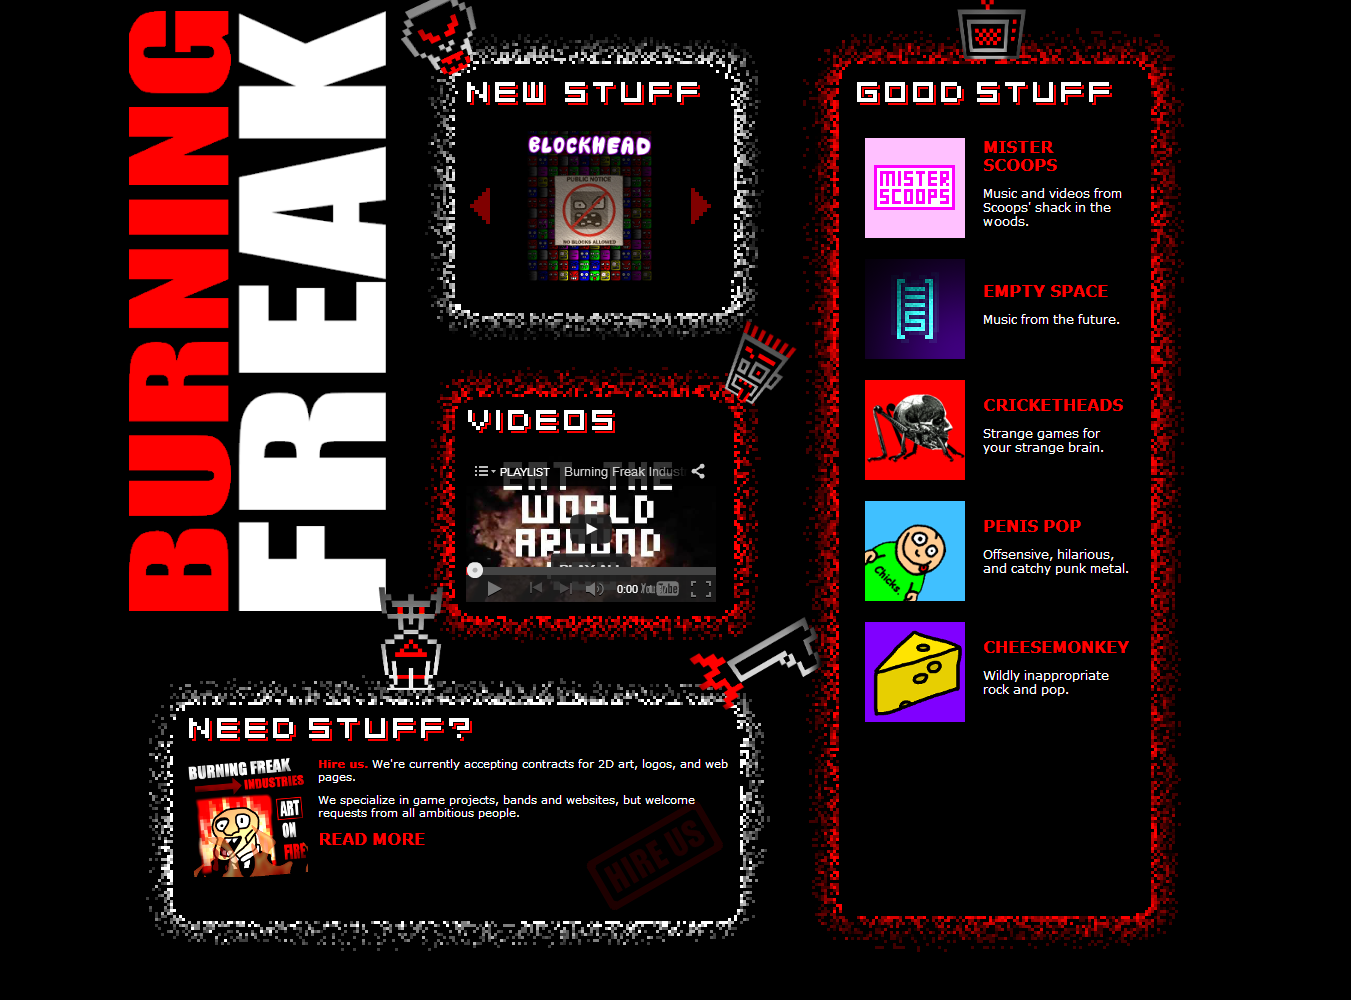 BURNING
FREAK
NEW STUFF
BLOCKHEAD
PUBLIC NOTICE
NO BLOCKS ALLOWED
VIDEOS
PLAYLIST Burning Freak Indust
EAT THE
WORLD
AROUND
PLAY ALL
0:00 YouTube
NEED STUFF?
BURNING FREAK
INDUSTRIES
ART
ON
FIRE
Hire us. We're currently accepting contracts for 2D art, logos, and web
pages.
We specialize in game projects, bands and websites, but welcome
requests from all ambitious people.
READ MORE
HIRE US
GOOD STUFF
MISTER
SCOOPS
MISTER
SCOOPS
Music and videos from
Scoops' shack in the
woods.
EMPTY SPACE
Music from the future.
CRICKETHEADS
Strange games for
your strange brain.
Chicks.
PENIS POP
Offsensive, hilarious,
and catchy punk metal.
CHEESEMONKEY
Wildly inappropriate
rock and pop.